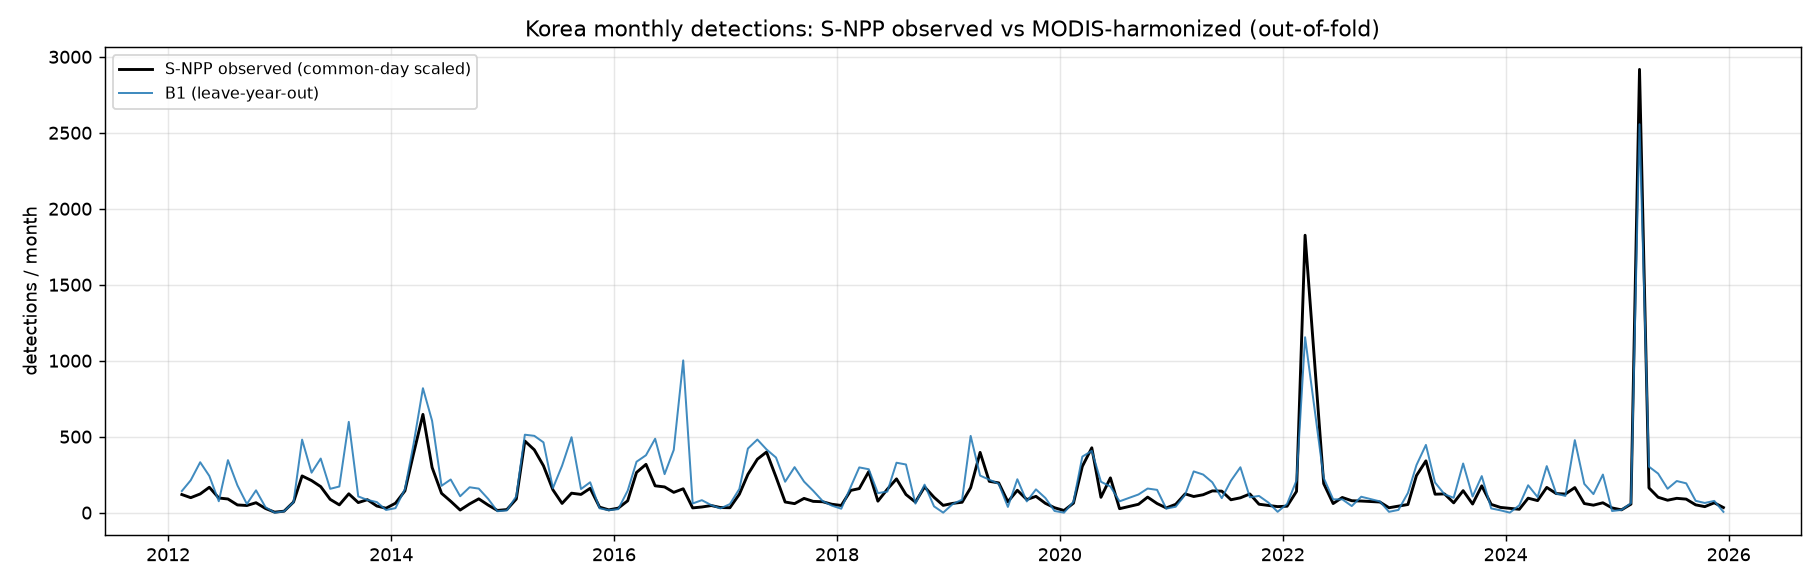 Korea monthly detections: S-NPP observed vs MODIS-harmonized (out-of-fold)
S-NPP observed (common-day scaled)
B1 (leave-year-out)
detections / month
3000
2500
2000
1500
1000
500
0
2012 2014 2016 2018 2020 2022 2024 2026